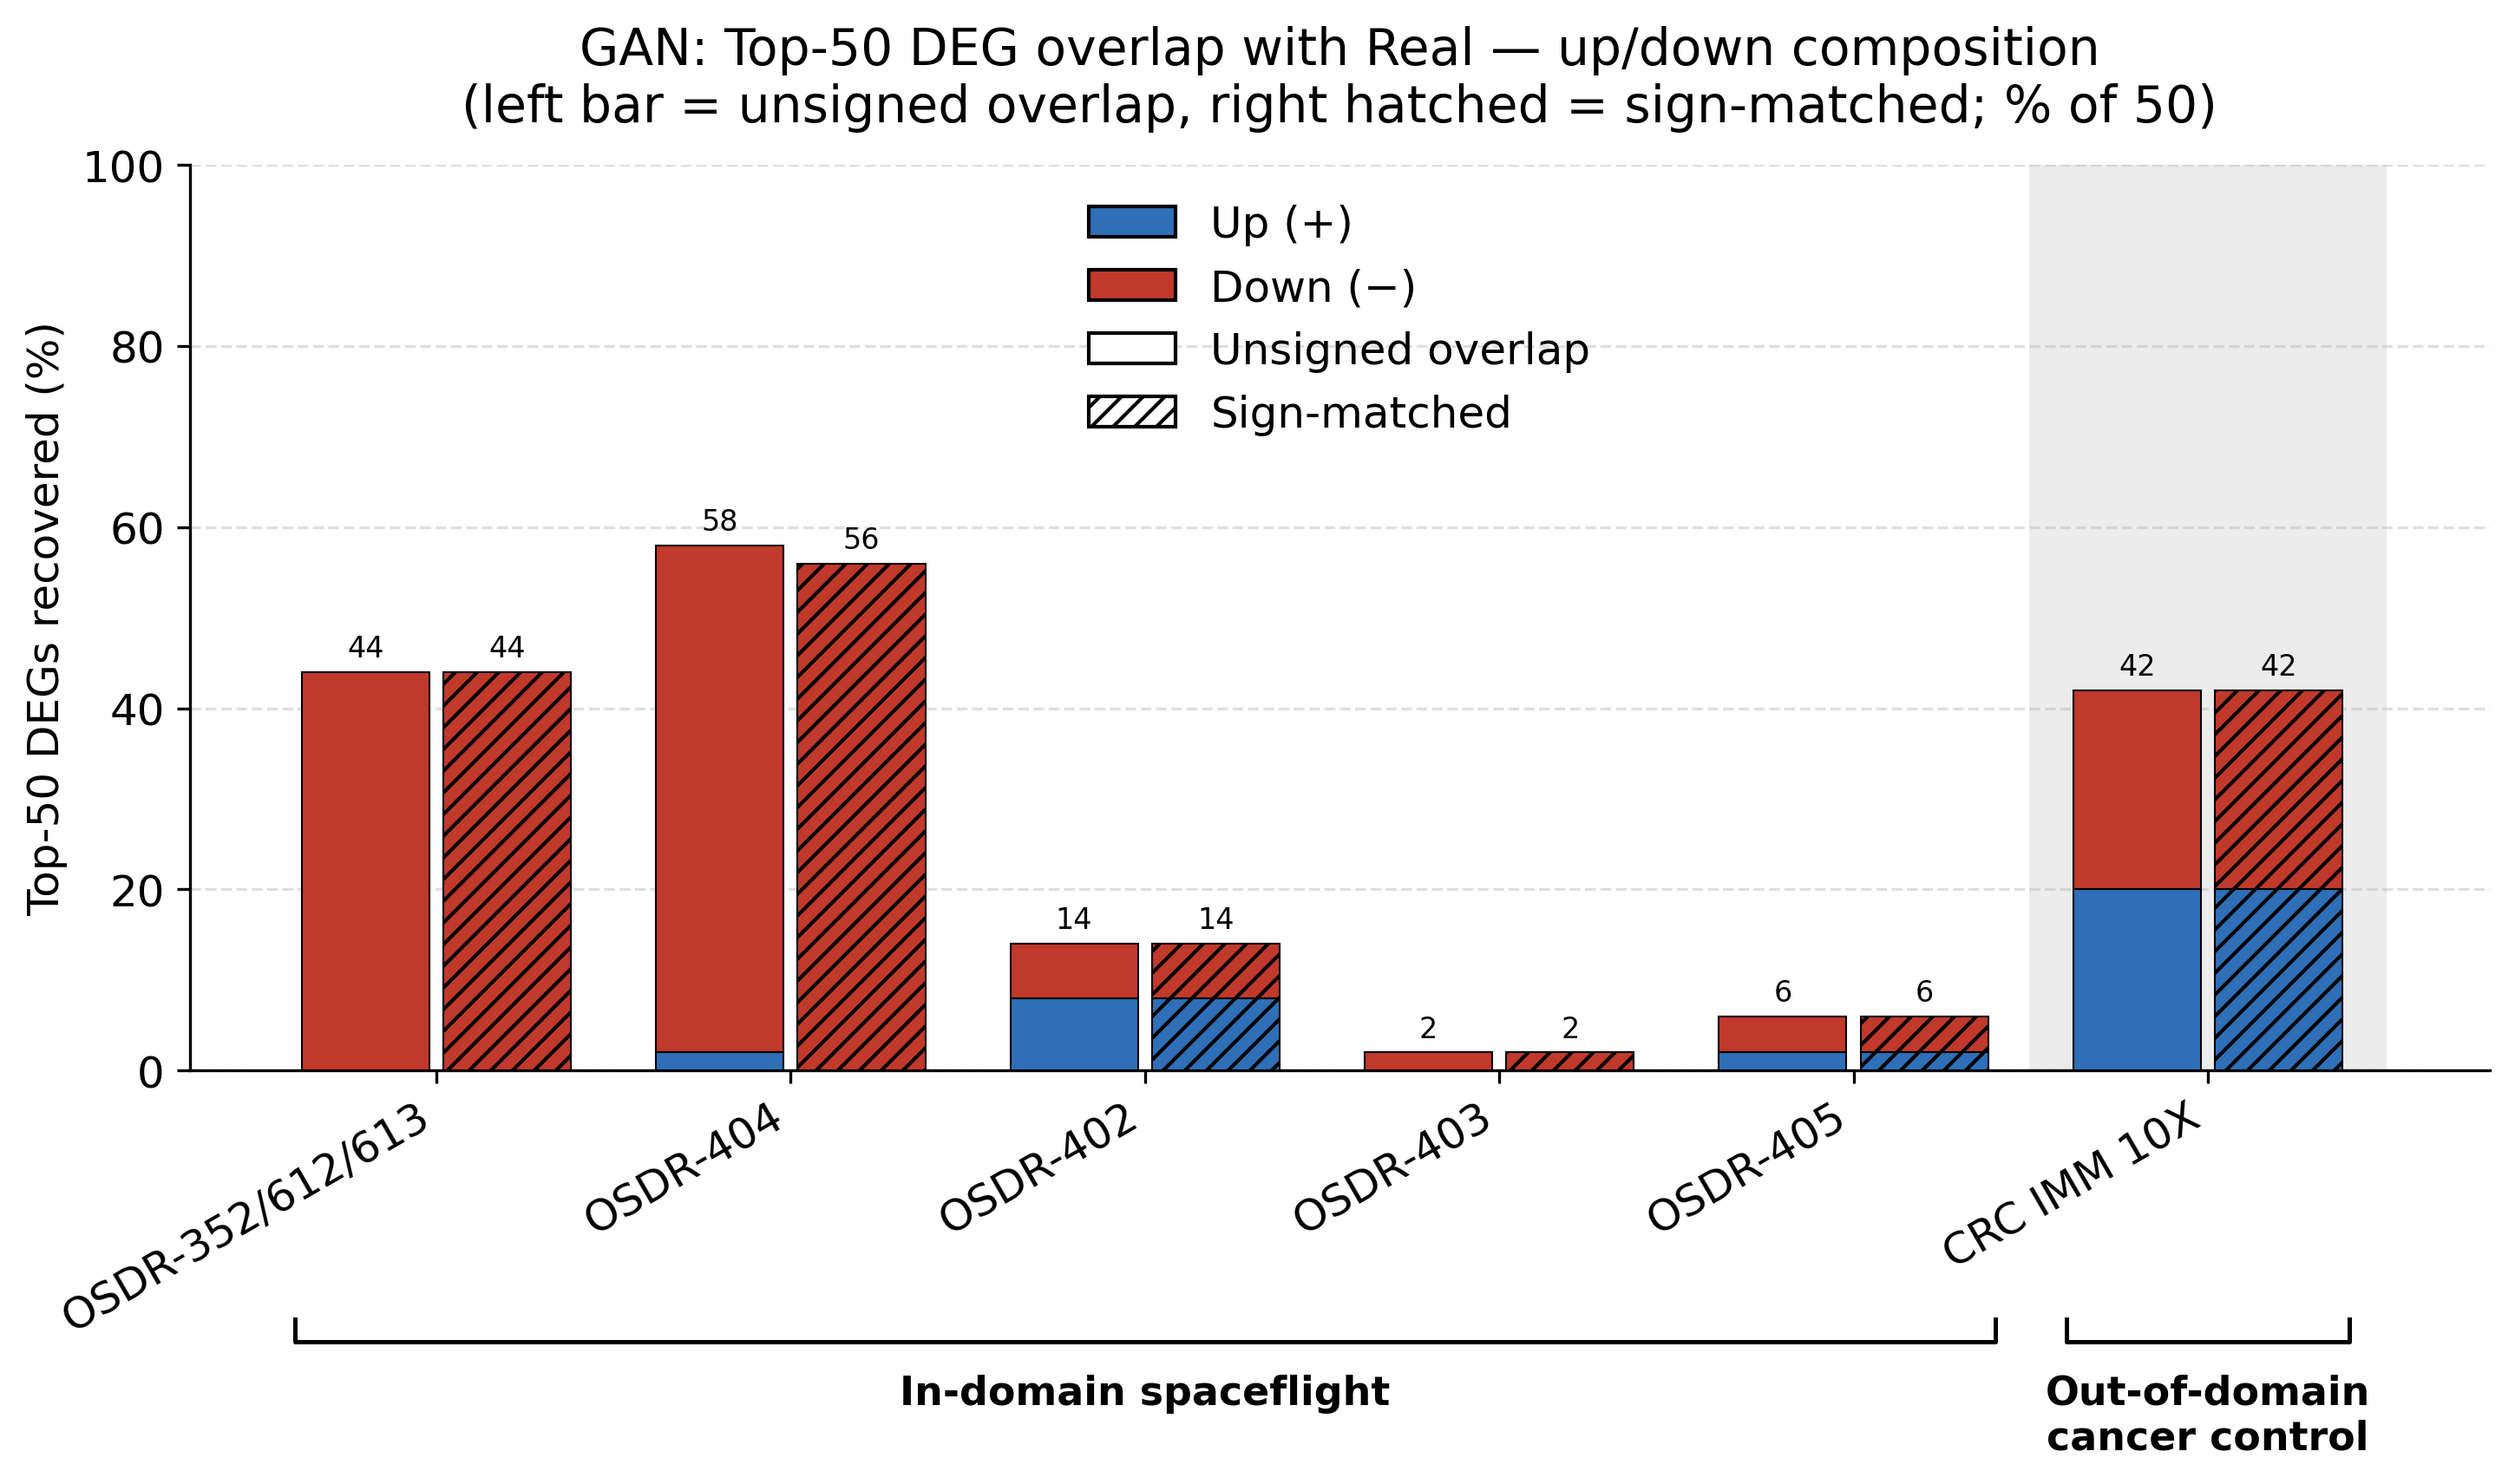 GAN: Top-50 DEG overlap with Real — up/down composition
(left bar = unsigned overlap, right hatched = sign-matched; % of 50)
Top-50 DEGs recovered (%)
100
80
60
40
20
0
Up (+)
Down (−)
Unsigned overlap
Sign-matched
44
44
58
56
14
14
2
2
6
6
42
42
OSDR-352/612/613
OSDR-404
OSDR-402
OSDR-403
OSDR-405
CRC IMM 10X
In-domain spaceflight
Out-of-domain
cancer control